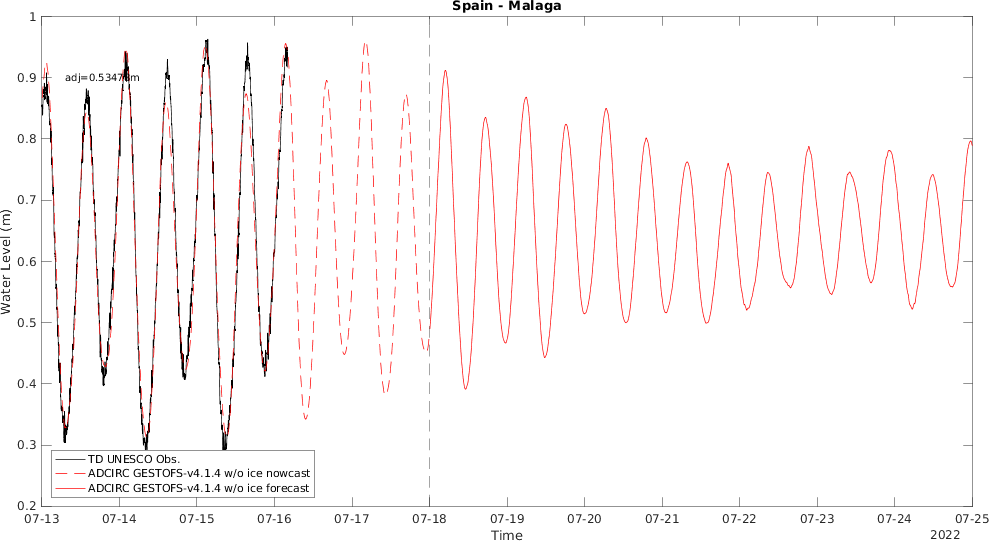 Spain - Malaga
1
0.9
0.8
0.7
0.6
0.5
0.4
0.3
0.2
Water Level (m)
TD UNESCO Obs.
ADCIRC GESTOFS-v4.1.4 w/o ice nowcast
ADCIRC GESTOFS-v4.1.4 w/o ice forecast
07-13 07-14 07-15 07-16 07-17 07-18 07-19 07-20 07-21 07-22 07-23 07-24 07-25
Time
2022